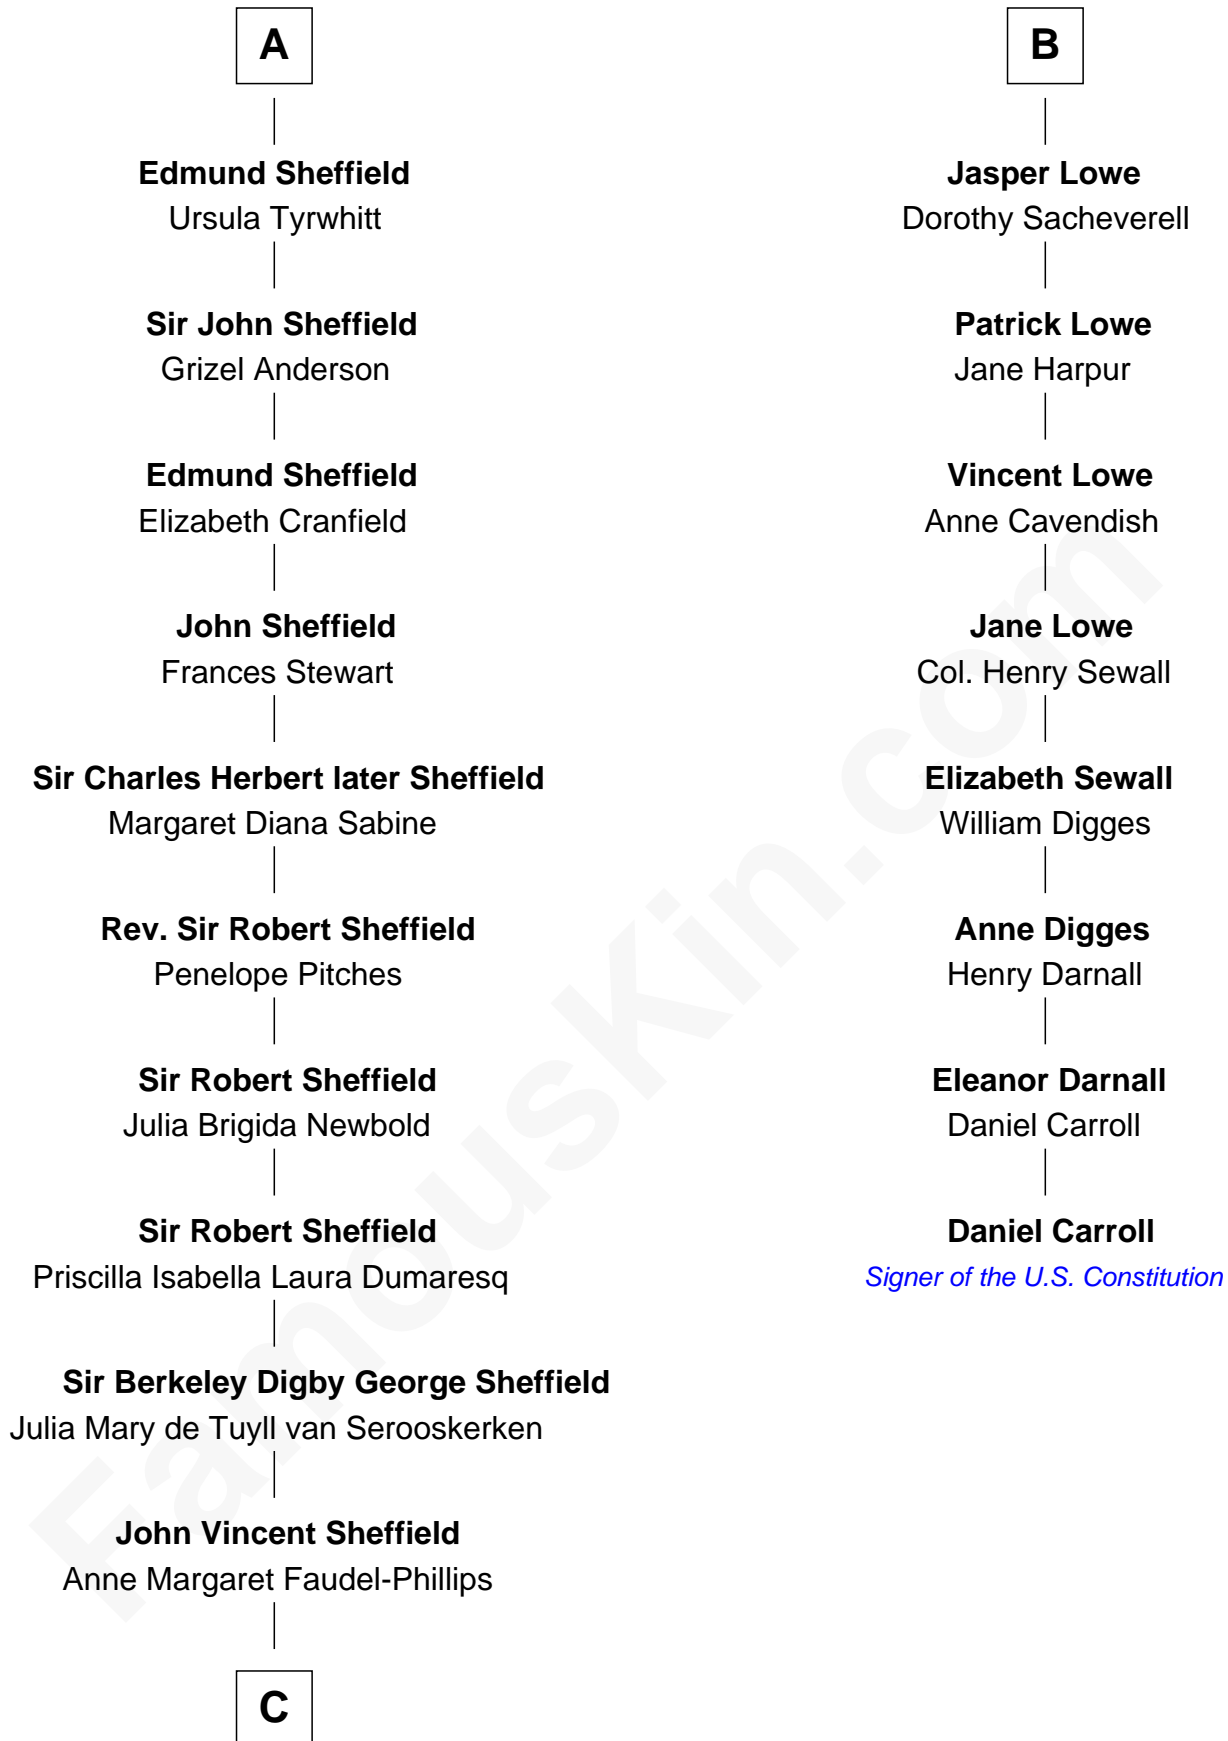 A
Edmund Sheffield
Ursula Tyrwhitt
Sir John Sheffield
Grizel Anderson
Edmund Sheffield
Elizabeth Cranfield
John Sheffield
Frances Stewart
Sir Charles Herbert later Sheffield
Margaret Diana Sabine
Rev. Sir Robert Sheffield
Penelope Pitches
Sir Robert Sheffield
Julia Brigida Newbold
Sir Robert Sheffield
Priscilla Isabella Laura Dumaresq
Sir Berkeley Digby George Sheffield
Julia Mary de Tuyll van Serooskerken
John Vincent Sheffield
Anne Margaret Faudel-Phillips
C
B
Jasper Lowe
Dorothy Sacheverell
Patrick Lowe
Jane Harpur
Vincent Lowe
Anne Cavendish
Jane Lowe
Col. Henry Sewall
Elizabeth Sewall
William Digges
Anne Digges
Henry Darnall
Eleanor Darnall
Daniel Carroll
Daniel Carroll
Signer of the U.S. Constitution
FamousKin.com